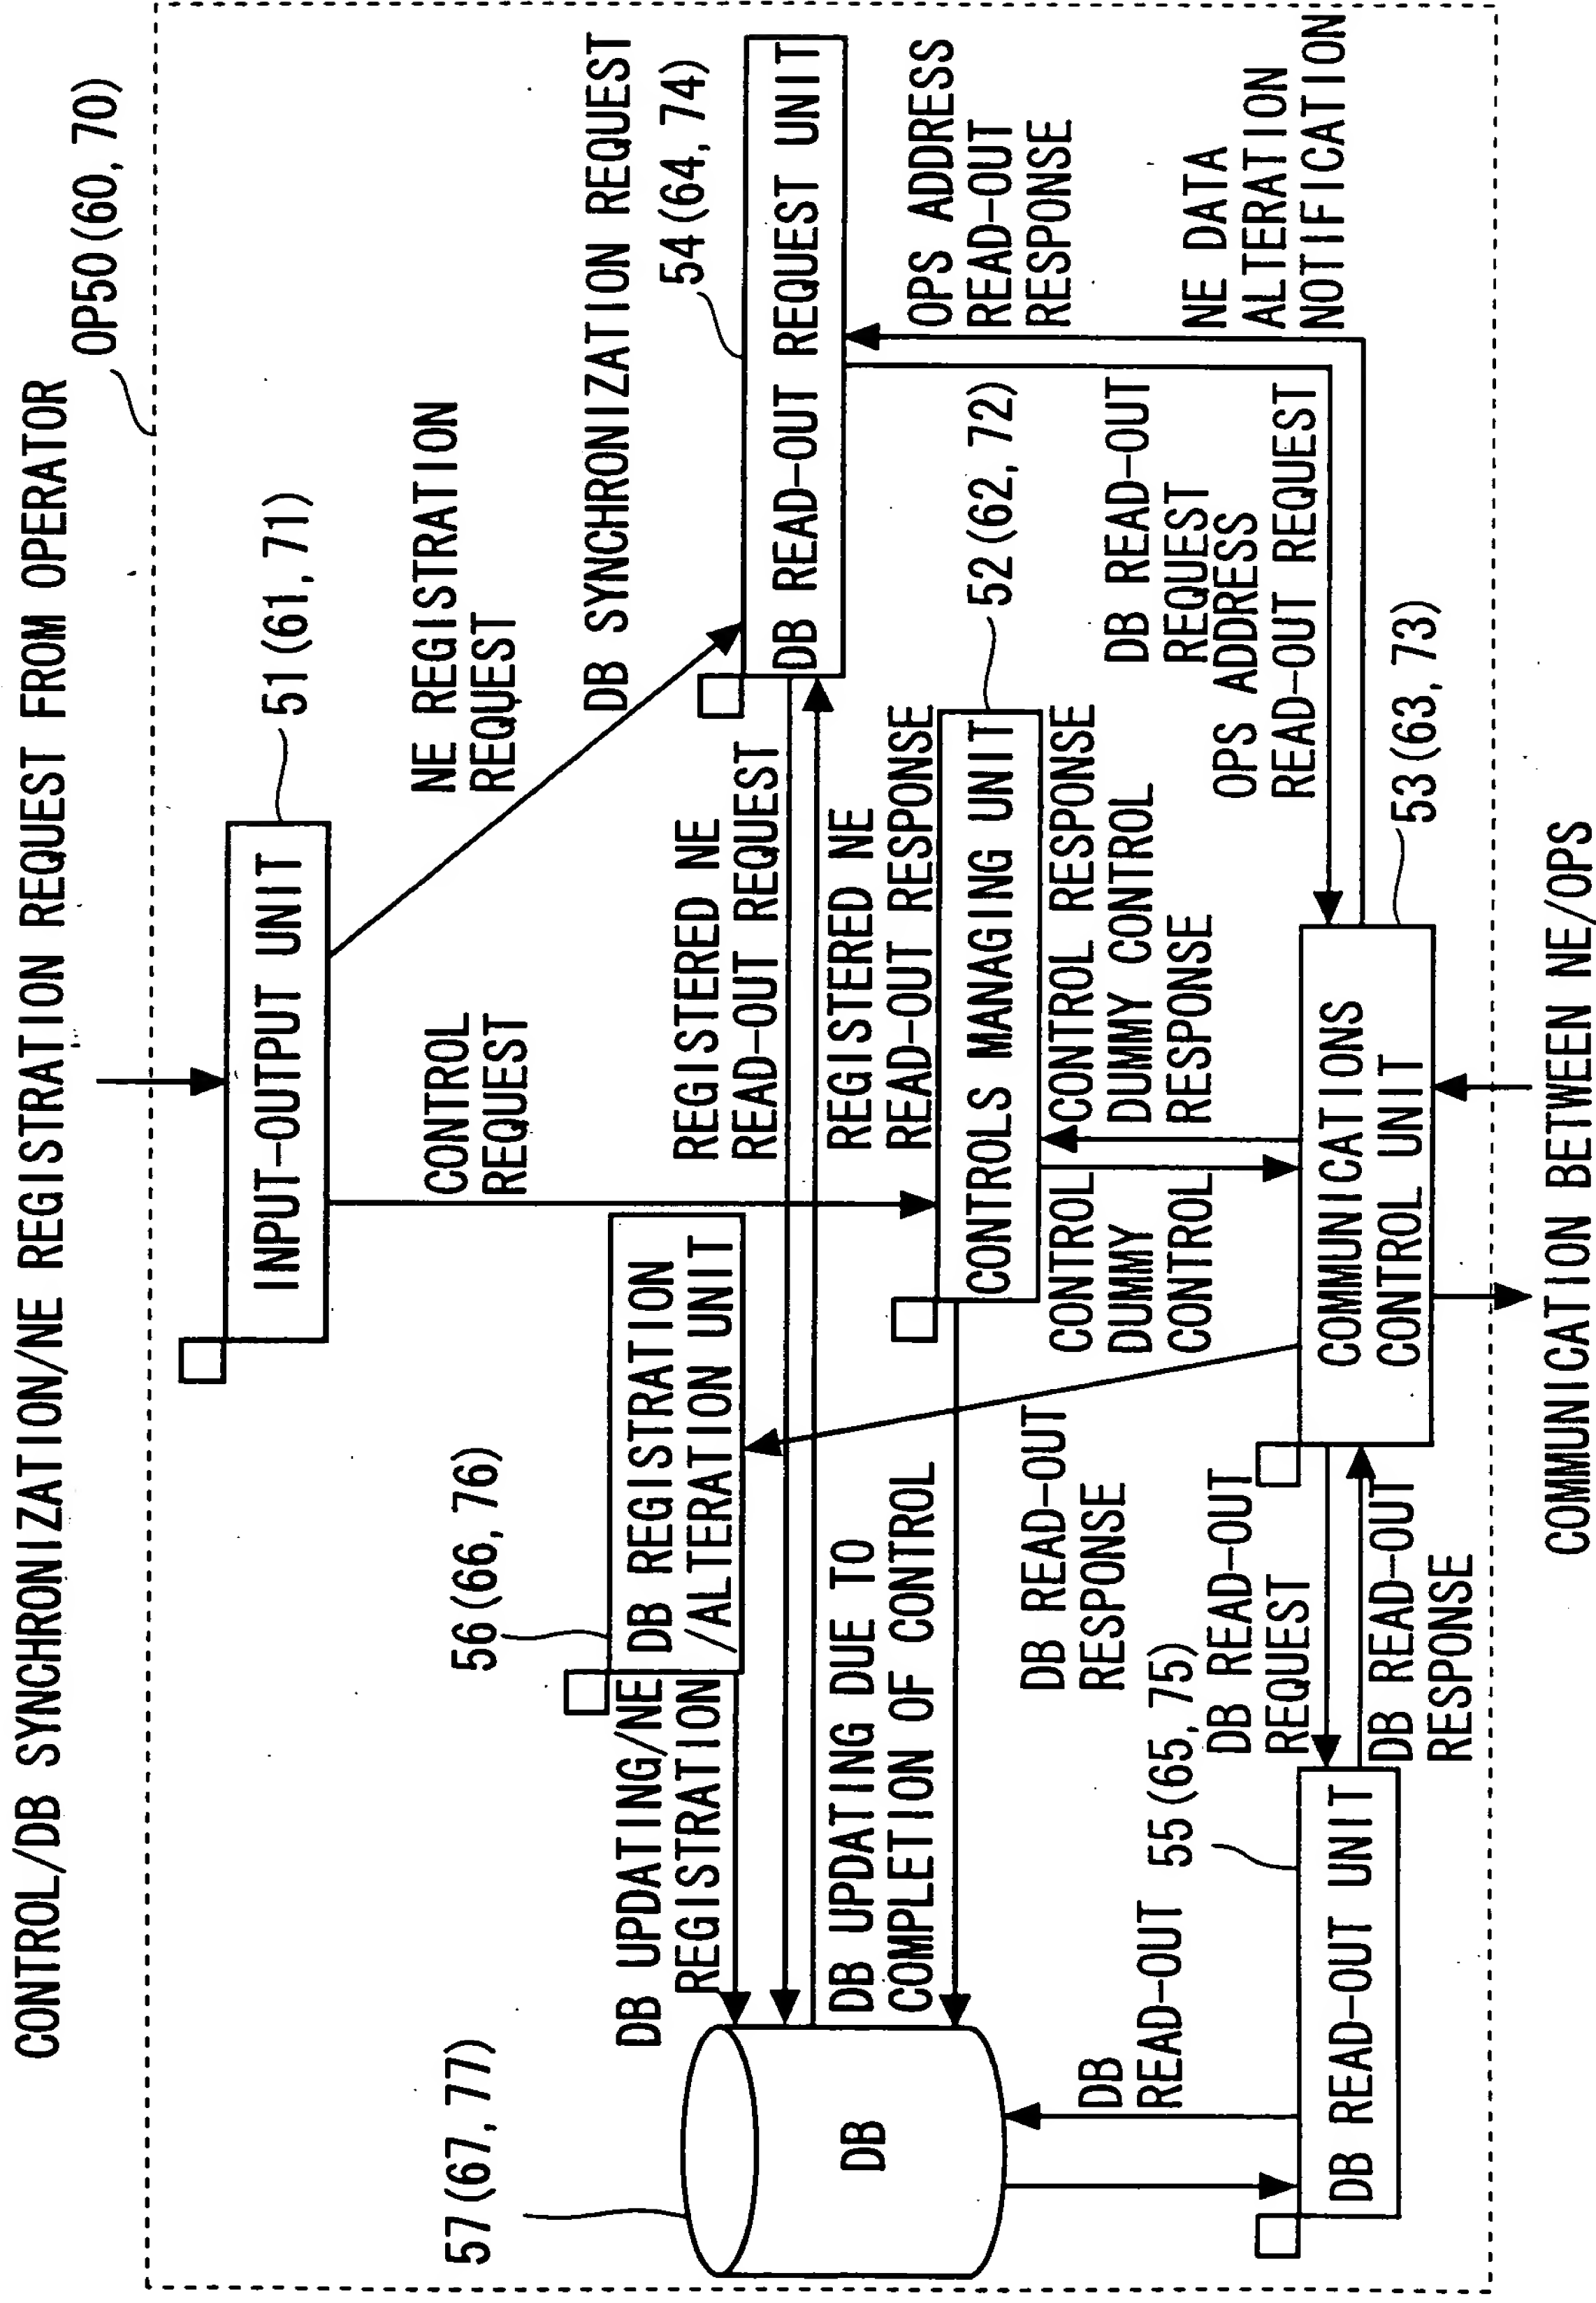 CONTROL/DB SYNCHRONIZATION/NE REGISTRATION REQUEST FROM OPERATOR
OP50(60, 70)
51(61, 71)
INPUT-OUTPUT UNIT
NE REGISTRATION
REQUEST
CONTROL
REQUEST
DB SYNCHRONIZATION REQUEST
54(64, 74)
DB READ-OUT REQUEST UNIT
56(66, 76)
DB REGISTRATION
/ALTERATION UNIT
DB UPDATING/NE
REGISTRATION
REGISTERED NE
READ-OUT REQUEST
REGISTERED NE
READ-OUT RESPONSE
57(67, 77)
DB
DB UPDATING DUE TO
COMPLETION OF CONTROL
52(62, 72)
CONTROLS MANAGING UNIT
OPS ADDRESS
READ-OUT
RESPONSE
NE DATA
ALTERATION
NOTIFICATION
DB READ-OUT
REQUEST
OPS ADDRESS
READ-OUT REQUEST
CONTROL RESPONSE
DUMMY CONTROL
RESPONSE
CONTROL
DUMMY
CONTROL
DB READ-OUT
RESPONSE
53(63, 73)
COMMUNICATIONS
CONTROL UNIT
DB READ-OUT
REQUEST
DB READ-OUT
RESPONSE
DB
READ-OUT
55(65, 75)
DB READ-OUT UNIT
COMMUNICATION BETWEEN NE/OPS